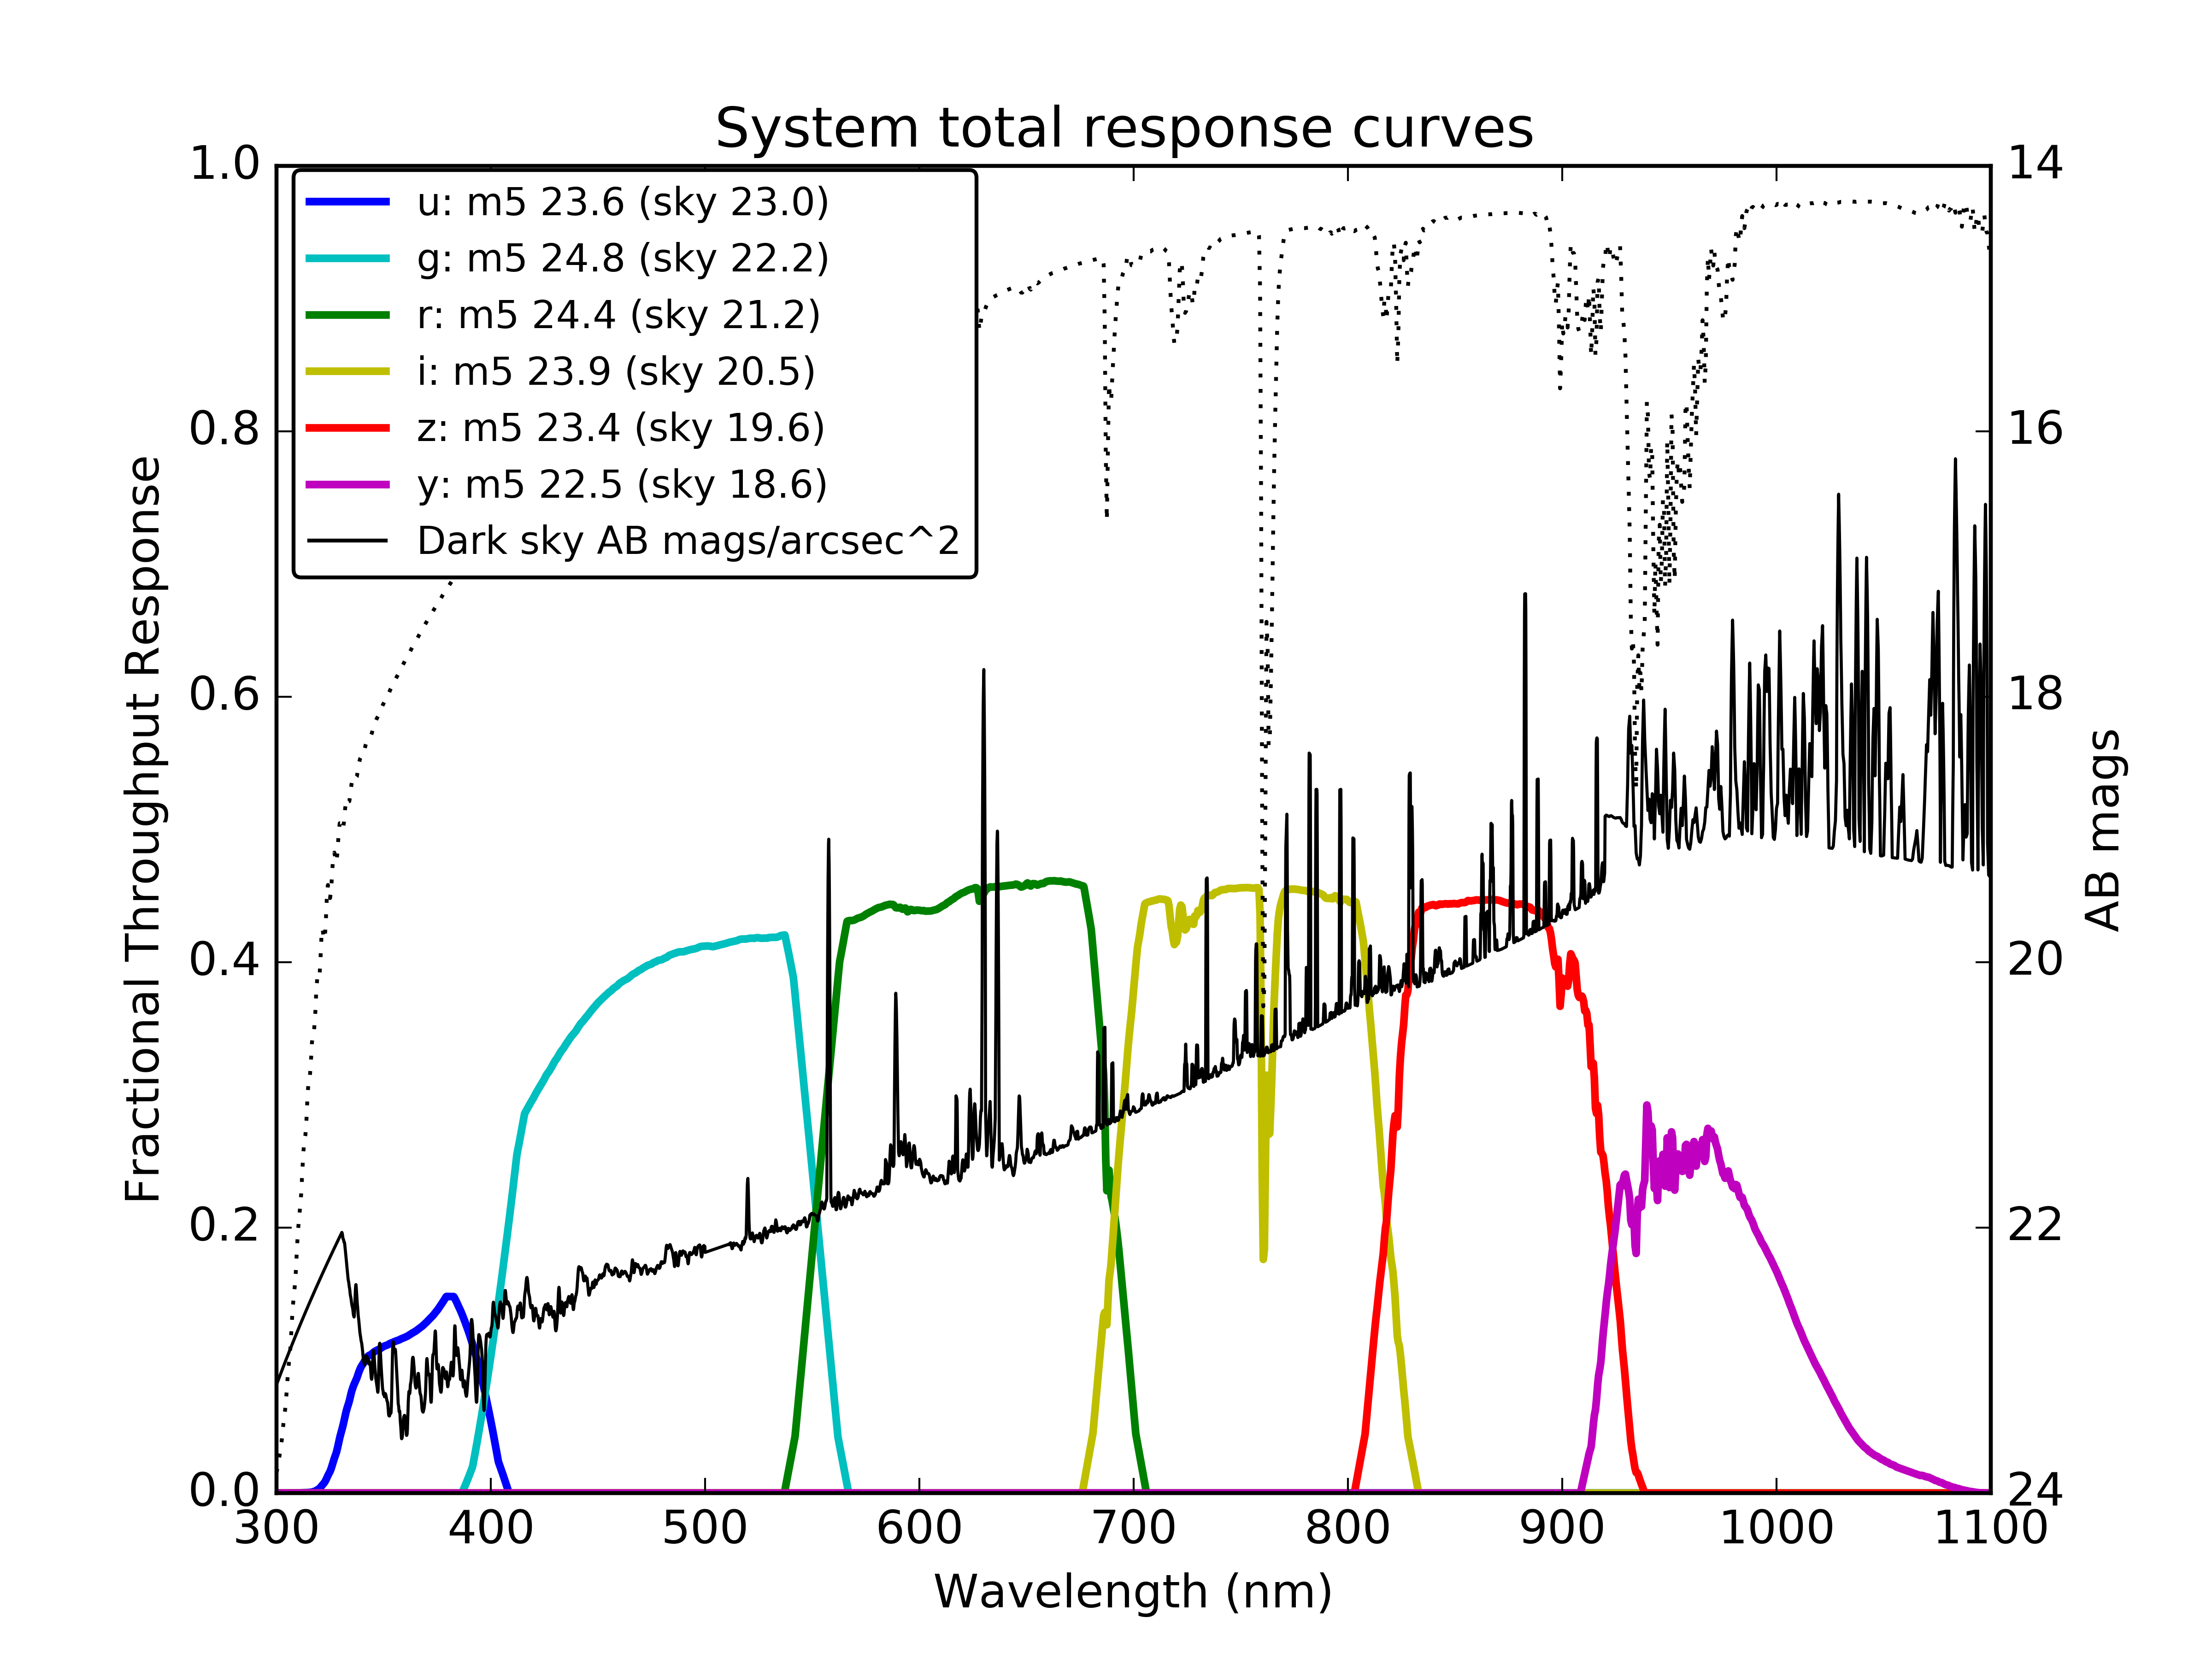 System total response curves
1.0
0.8
0.6
0.4
0.2
0.0
Fractional Throughput Response
u: m5 23.6 (sky 23.0)
g: m5 24.8 (sky 22.2)
r: m5 24.4 (sky 21.2)
i: m5 23.9 (sky 20.5)
z: m5 23.4 (sky 19.6)
y: m5 22.5 (sky 18.6)
Dark sky AB mags/arcsec^2
14
16
18
20
22
24
AB mags
300 400 500 600 700 800 900 1000 1100
Wavelength (nm)